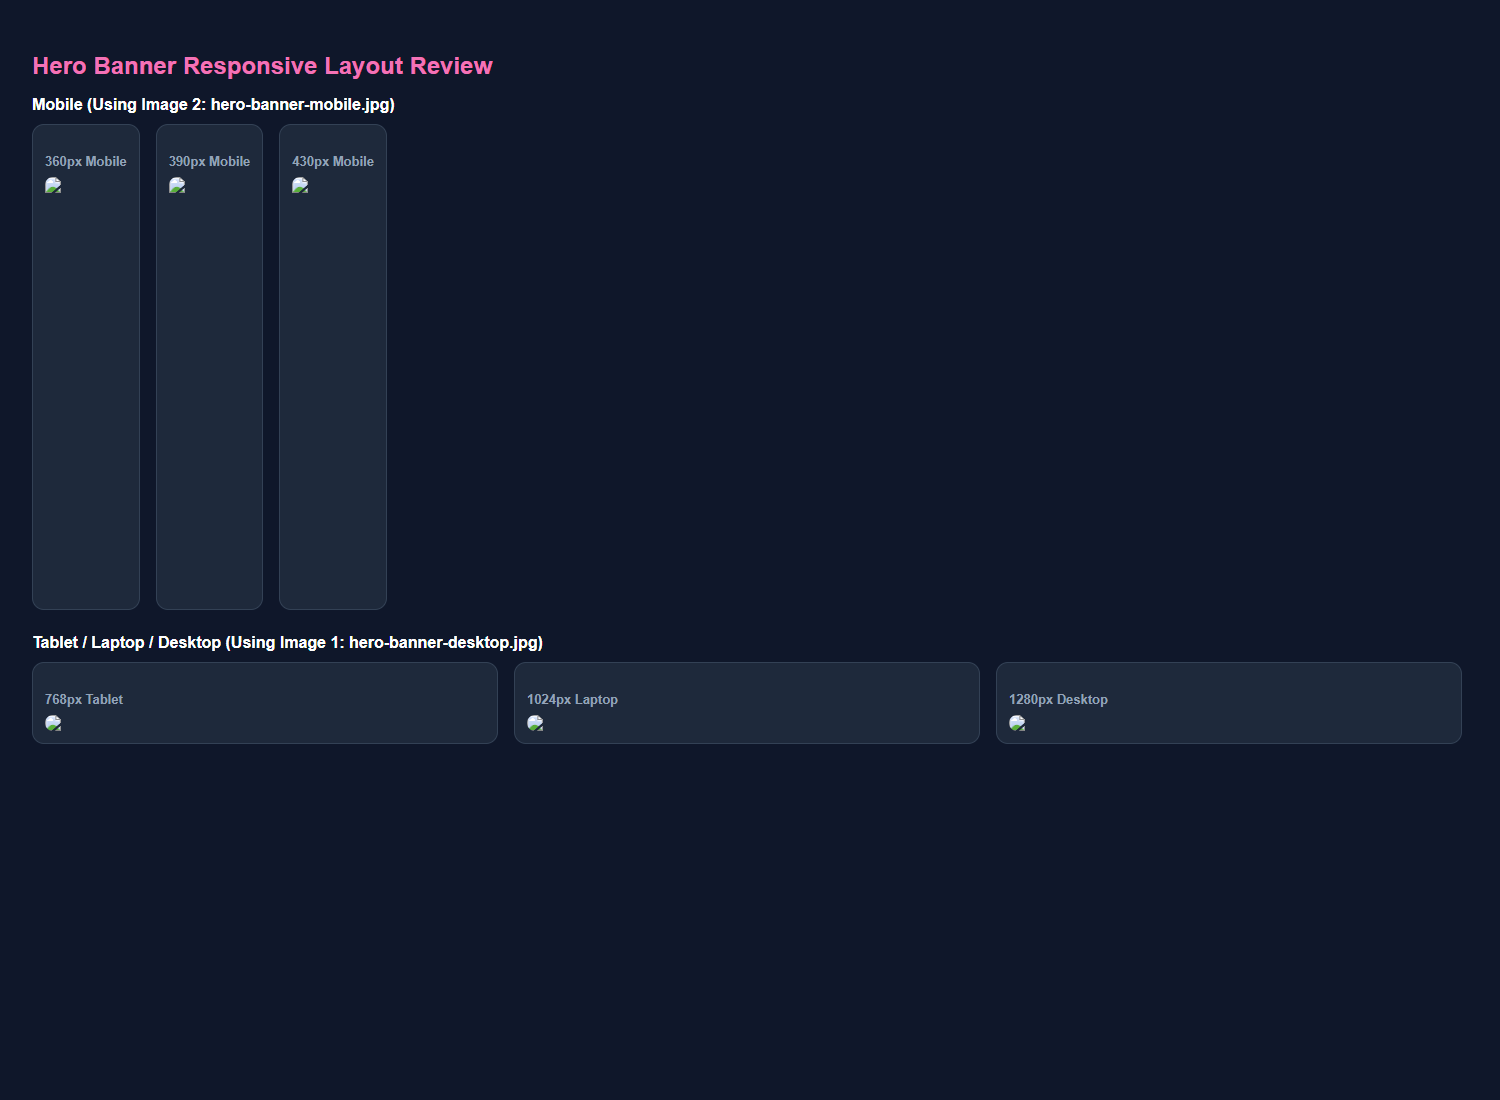 Hero Banner Responsive Layout Review
Mobile (Using Image 2: hero-banner-mobile.jpg)
360px Mobile
390px Mobile
430px Mobile
Tablet / Laptop / Desktop (Using Image 1: hero-banner-desktop.jpg)
768px Tablet
1024px Laptop
1280px Desktop